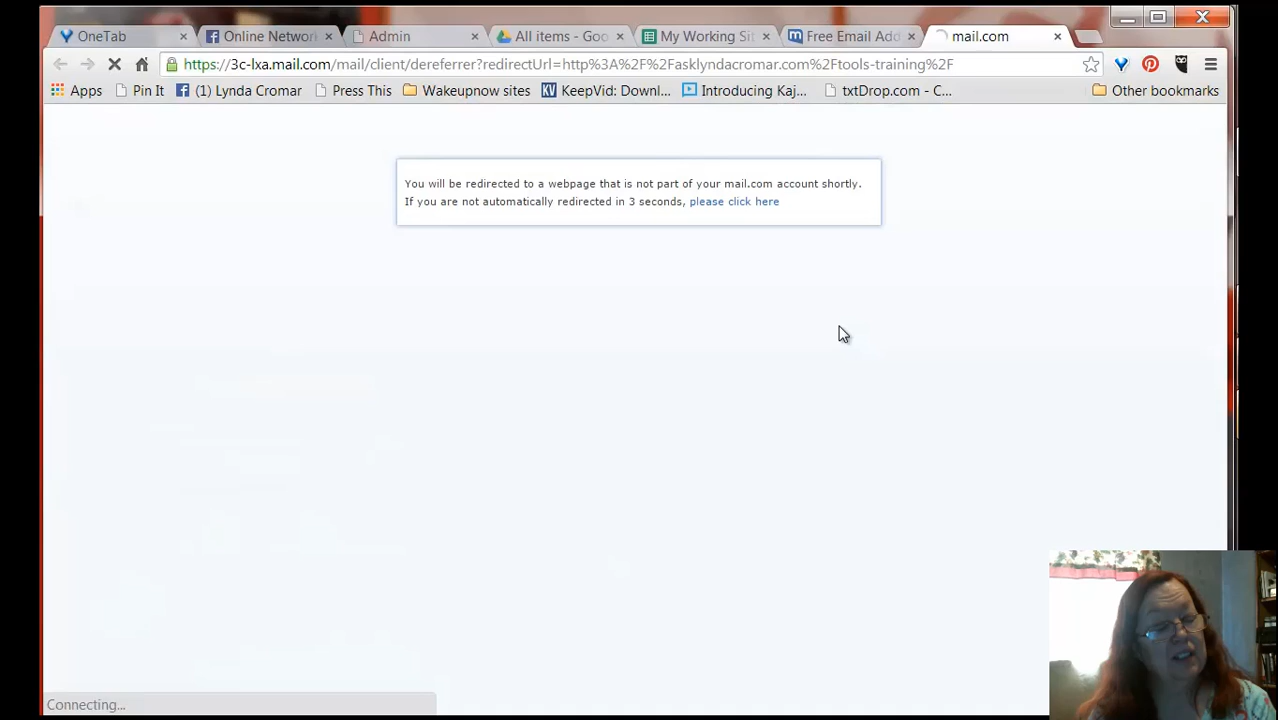 OneTab
Online Network
Admin
All items - Goo
My Working Sit
Free Email Add
mail.com
https://3c-lxa.mail.com/mail/client/dereferrer?redirectUrl=http%3A%2F%2Fasklyndacromar.com%2Ftools-training%2F
Apps
Pin It
(1) Lynda Cromar
Press This
Wakeupnow sites
KV
KeepVid: Downl...
Introducing Kaj...
txtDrop.com - C...
Other bookmarks
You will be redirected to a webpage that is not part of your mail.com account shortly.
If you are not automatically redirected in 3 seconds, please click here
Connecting...